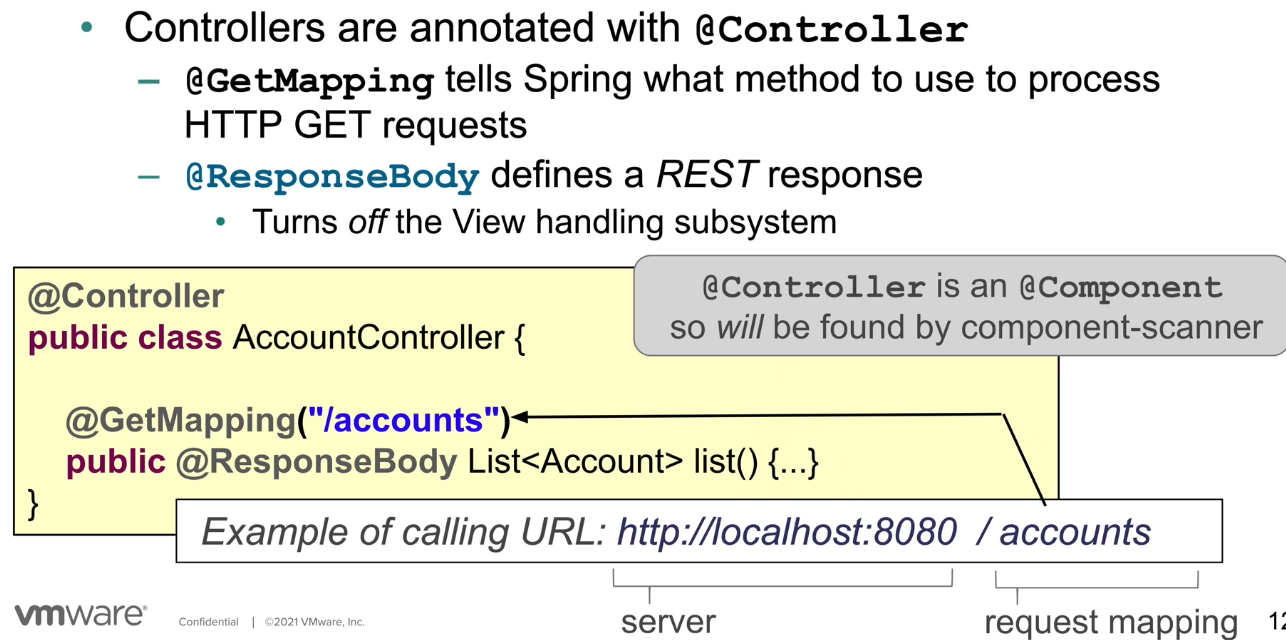 • Controllers are annotated with @Controller
– @GetMapping tells Spring what method to use to process
HTTP GET requests
– @ResponseBody defines a REST response
• Turns off the View handling subsystem
@Controller is an @Component
so will be found by component-scanner
@Controller
public class AccountController {
@GetMapping("/accounts")
public @ResponseBody List<Account> list() {...}
}
Example of calling URL: http://localhost:8080 / accounts
server
request mapping
vmware®
Confidential | ©2021 VMware, Inc.